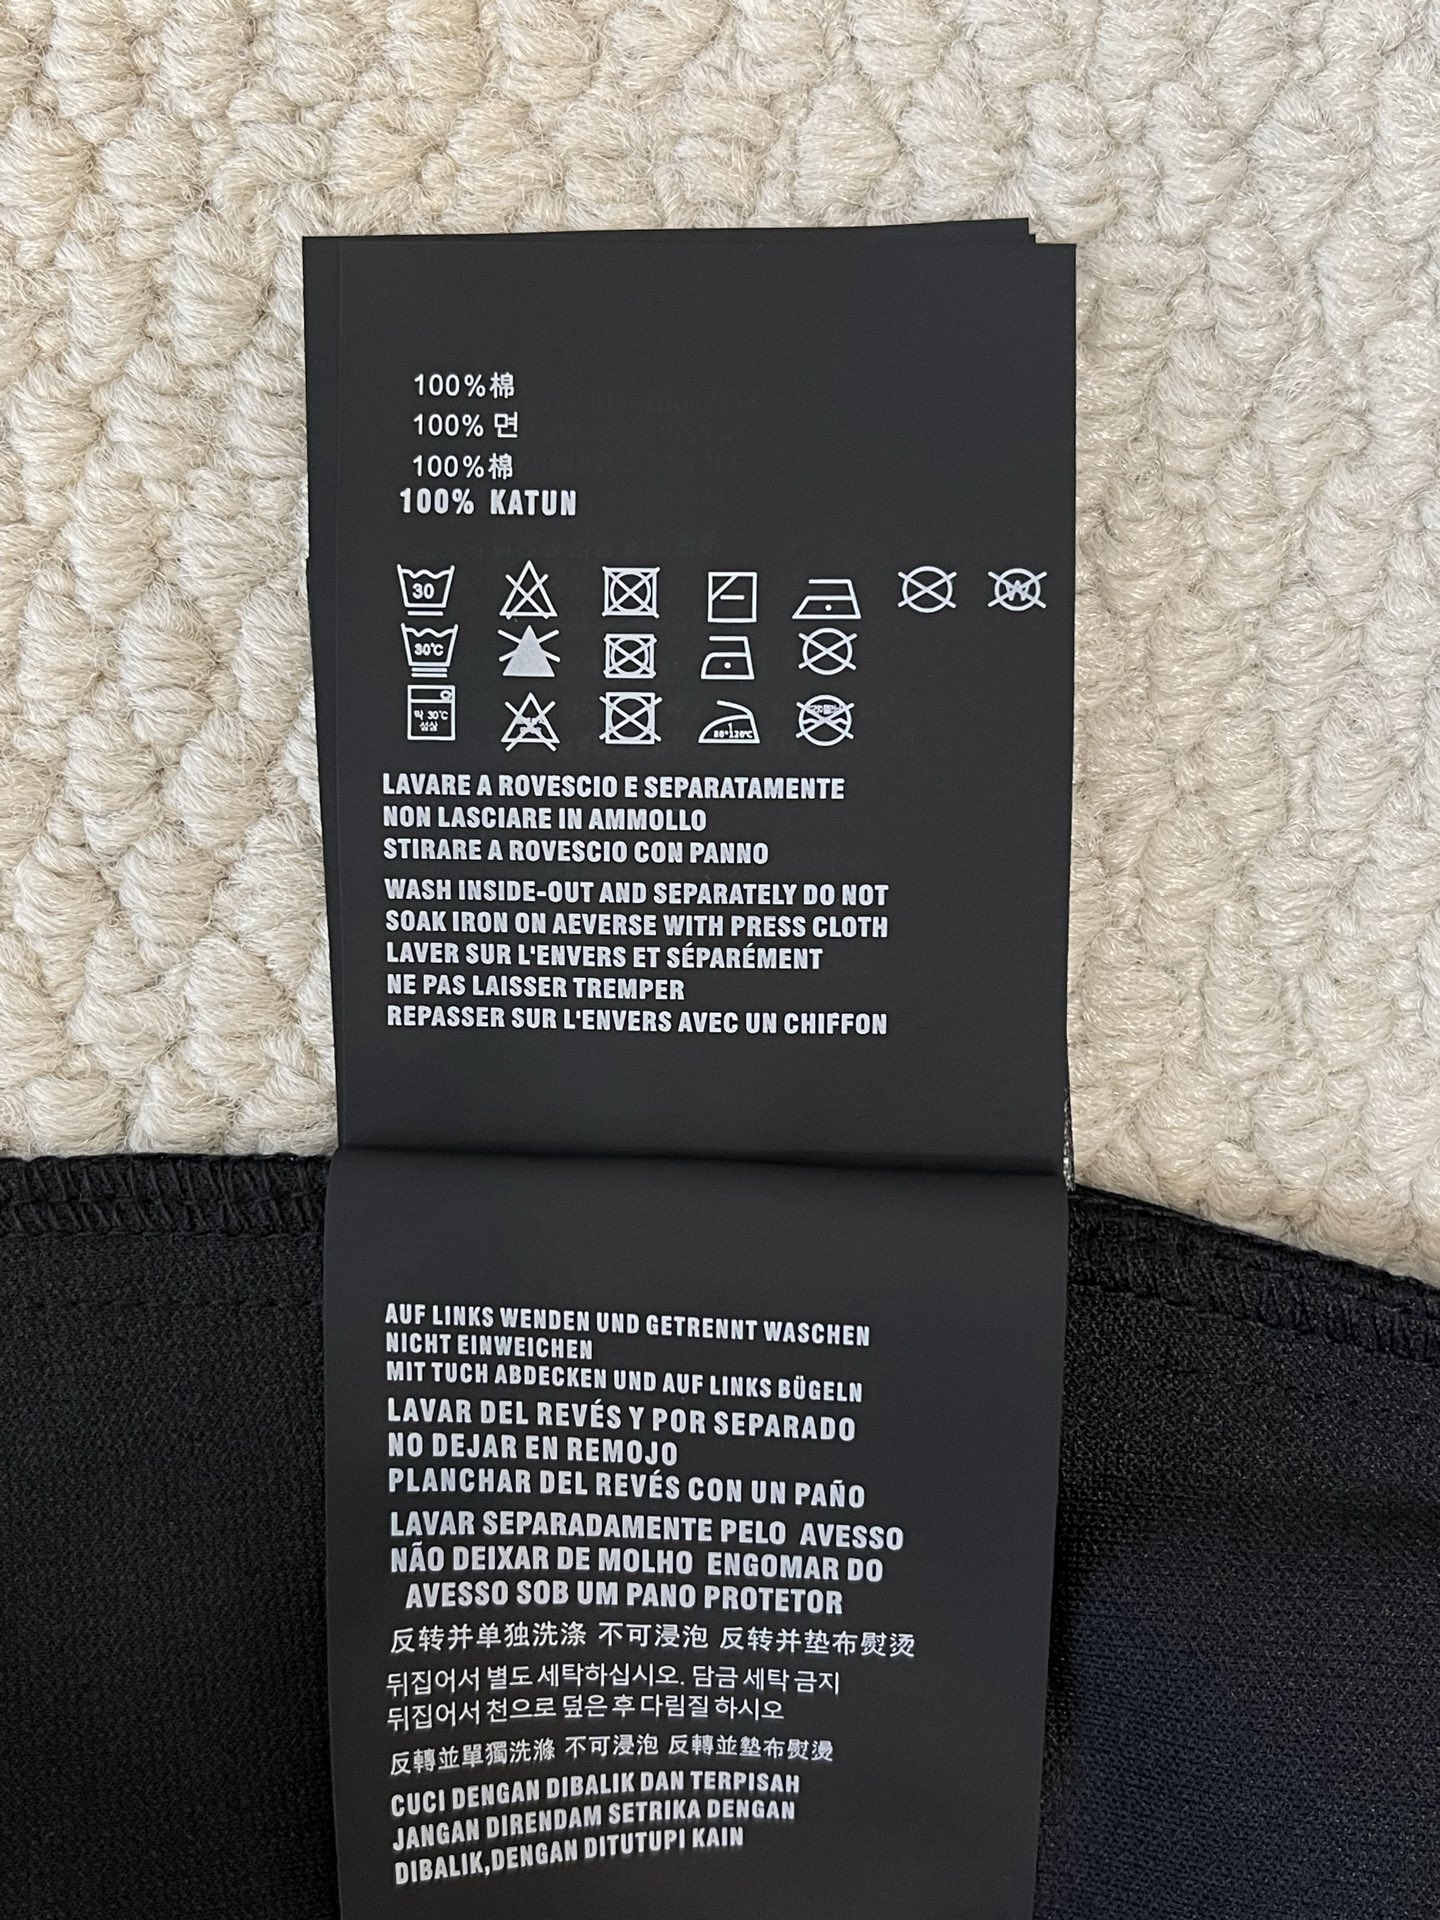 100%棉
100% 면
100%棉
100% KATUN
30
W
30℃
약 30℃
80~120℃
LAVARE A ROVESCIO E SEPARATAMENTE
NON LASCIARE IN AMMOLLO
STIRARE A ROVESCIO CON PANNO
WASH INSIDE-OUT AND SEPARATELY DO NOT
SOAK IRON ON AEVERSE WITH PRESS CLOTH
LAVER SUR L'ENVERS ET SÉPARÉMENT
NE PAS LAISSER TREMPER
REPASSER SUR L'ENVERS AVEC UN CHIFFON
AUF LINKS WENDEN UND GETRENNT WASCHEN
NICHT EINWEICHEN
MIT TUCH ABDECKEN UND AUF LINKS BÜGELN
LAVAR DEL REVÉS Y POR SEPARADO
NO DEJAR EN REMOJO
PLANCHAR DEL REVÉS CON UN PAÑO
LAVAR SEPARADAMENTE PELO AVESSO
NÃO DEIXAR DE MOLHO ENGOMAR DO
AVESSO SOB UM PANO PROTETOR
反转并单独洗涤 不可浸泡 反转并垫布熨烫
뒤집어서 별도 세탁하십시오. 담금 세탁 금지
뒤집어서 천으로 덮은 후 다림질 하시오
反轉並單獨洗滌 不可浸泡 反轉並墊布熨燙
CUCI DENGAN DIBALIK DAN TERPISAH
JANGAN DIRENDAM SETRIKA DENGAN
DIBALIK,DENGAN DITUTUPI KAIN